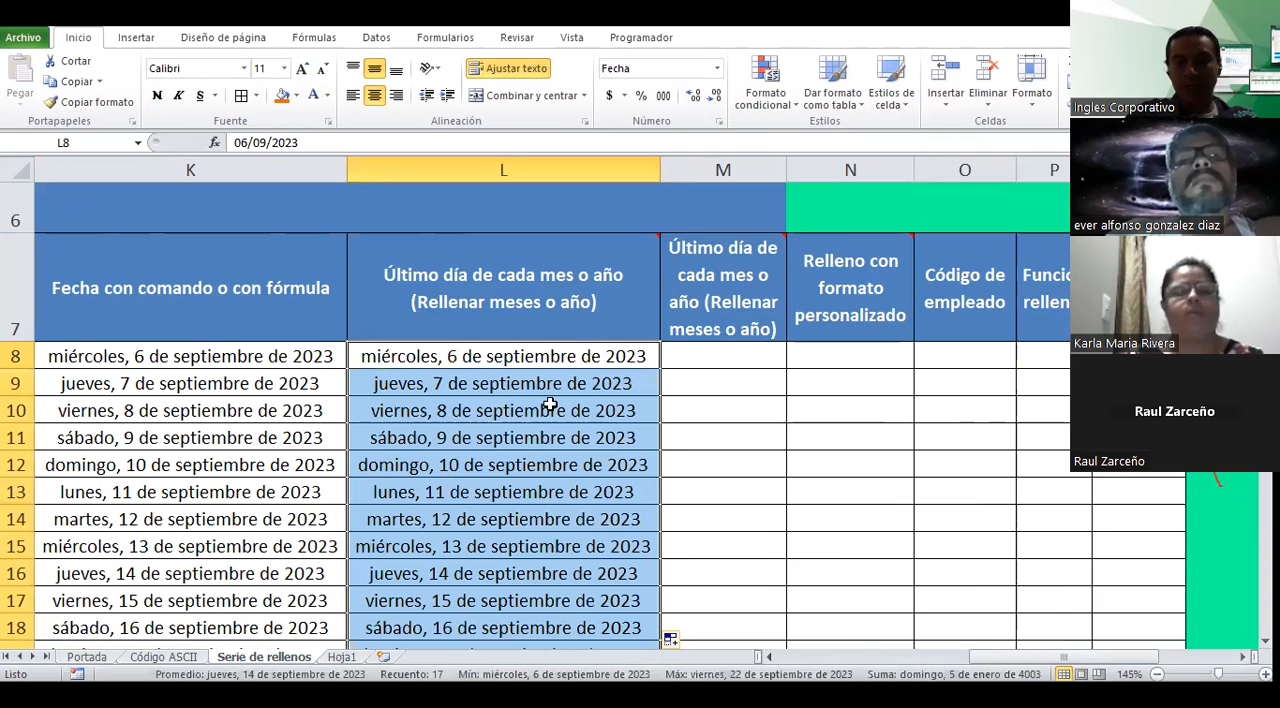 Archivo Inicio Insertar Diseño de página Fórmulas Datos Formularios Revisar Vista Programador
Pegar
Cortar
Copiar
Copiar formato
Portapapeles
Calibri 11
N K S
Fuente
Ajustar texto
Combinar y centrar
Alineación
Fecha
$ % 000
Número
Formato condicional
Dar formato como tabla
Estilos de celda
Estilos
Insertar Eliminar Formato
Celdas
L8 fx 06/09/2023
K L M N O P
6
7
Fecha con comando o con fórmula
Último día de cada mes o año
(Rellenar meses o año)
Último día de
cada mes o
año (Rellenar
meses o año)
Relleno con
formato
personalizado
Código de
empleado
Funcio
rellen
8 miércoles, 6 de septiembre de 2023 miércoles, 6 de septiembre de 2023
9 jueves, 7 de septiembre de 2023 jueves, 7 de septiembre de 2023
10 viernes, 8 de septiembre de 2023 viernes, 8 de septiembre de 2023
11 sábado, 9 de septiembre de 2023 sábado, 9 de septiembre de 2023
12 domingo, 10 de septiembre de 2023 domingo, 10 de septiembre de 2023
13 lunes, 11 de septiembre de 2023 lunes, 11 de septiembre de 2023
14 martes, 12 de septiembre de 2023 martes, 12 de septiembre de 2023
15 miércoles, 13 de septiembre de 2023 miércoles, 13 de septiembre de 2023
16 jueves, 14 de septiembre de 2023 jueves, 14 de septiembre de 2023
17 viernes, 15 de septiembre de 2023 viernes, 15 de septiembre de 2023
18 sábado, 16 de septiembre de 2023 sábado, 16 de septiembre de 2023
Portada Código ASCII Serie de rellenos Hoja1
Listo Promedio: jueves, 14 de septiembre de 2023 Recuento: 17 Mín: miércoles, 6 de septiembre de 2023 Máx: viernes, 22 de septiembre de 2023 Suma: domingo, 5 de enero de 4003 145%
Ingles Corporativo
ever alfonso gonzalez diaz
Karla Maria Rivera
Raul Zarceño
Raul Zarceño